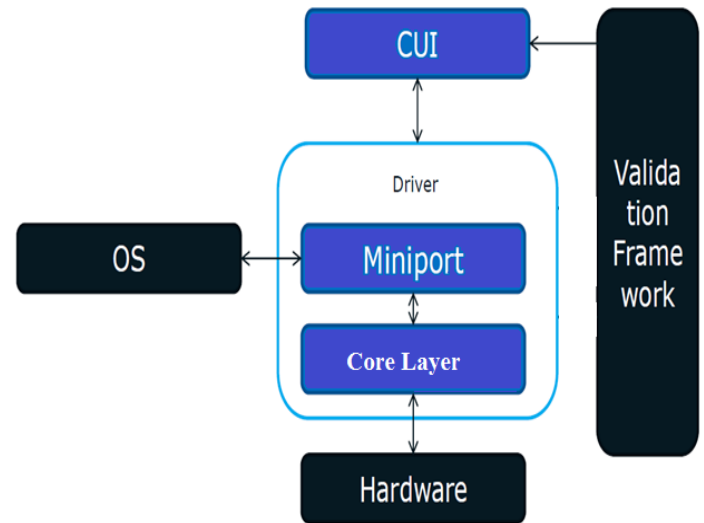 CUI
Driver
OS
Miniport
Core Layer
Hardware
Valida
tion
Frame
work